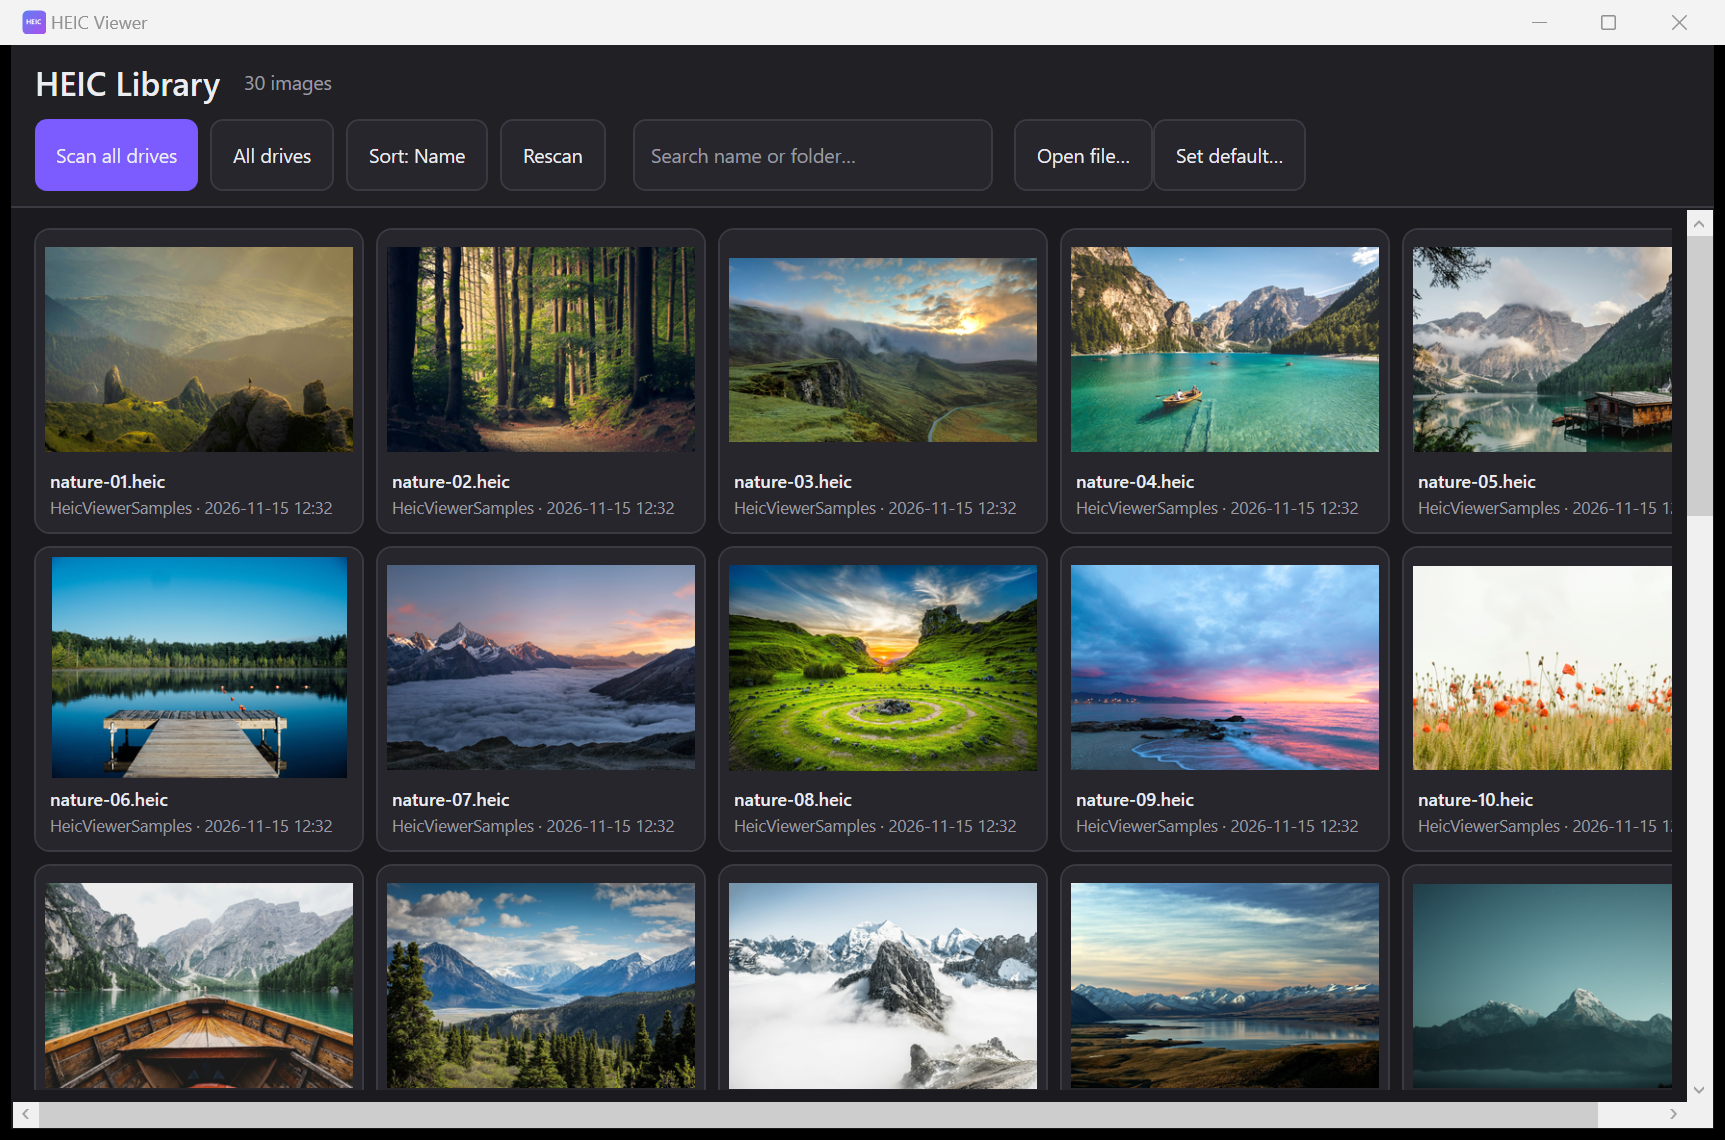 HEIC HEIC Viewer
HEIC Library 30 images
Scan all drives All drives Sort: Name Rescan Search name or folder... Open file... Set default...
nature-01.heic nature-02.heic nature-03.heic nature-04.heic nature-05.heic
HeicViewerSamples · 2026-11-15 12:32 HeicViewerSamples · 2026-11-15 12:32 HeicViewerSamples · 2026-11-15 12:32 HeicViewerSamples · 2026-11-15 12:32 HeicViewerSamples · 2026-11-15 1
nature-06.heic nature-07.heic nature-08.heic nature-09.heic nature-10.heic
HeicViewerSamples · 2026-11-15 12:32 HeicViewerSamples · 2026-11-15 12:32 HeicViewerSamples · 2026-11-15 12:32 HeicViewerSamples · 2026-11-15 12:32 HeicViewerSamples · 2026-11-15 1